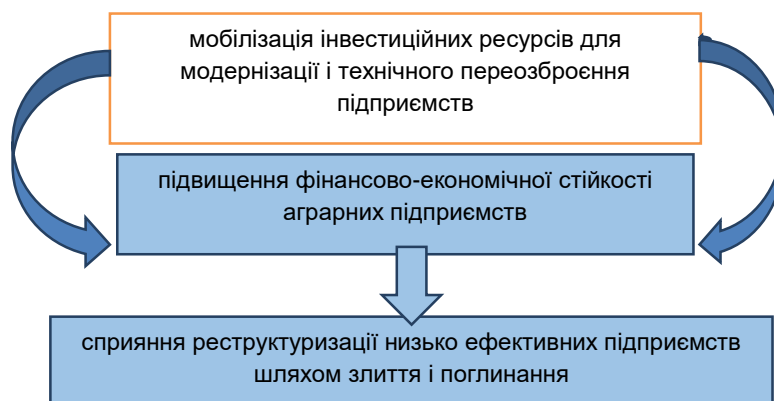 мобілізація інвестиційних ресурсів для
модернізації і технічного переозброєння
підприємств
підвищення фінансово-економічної стійкості
аграрних підприємств
сприяння реструктуризації низько ефективних підприємств
шляхом злиття і поглинання